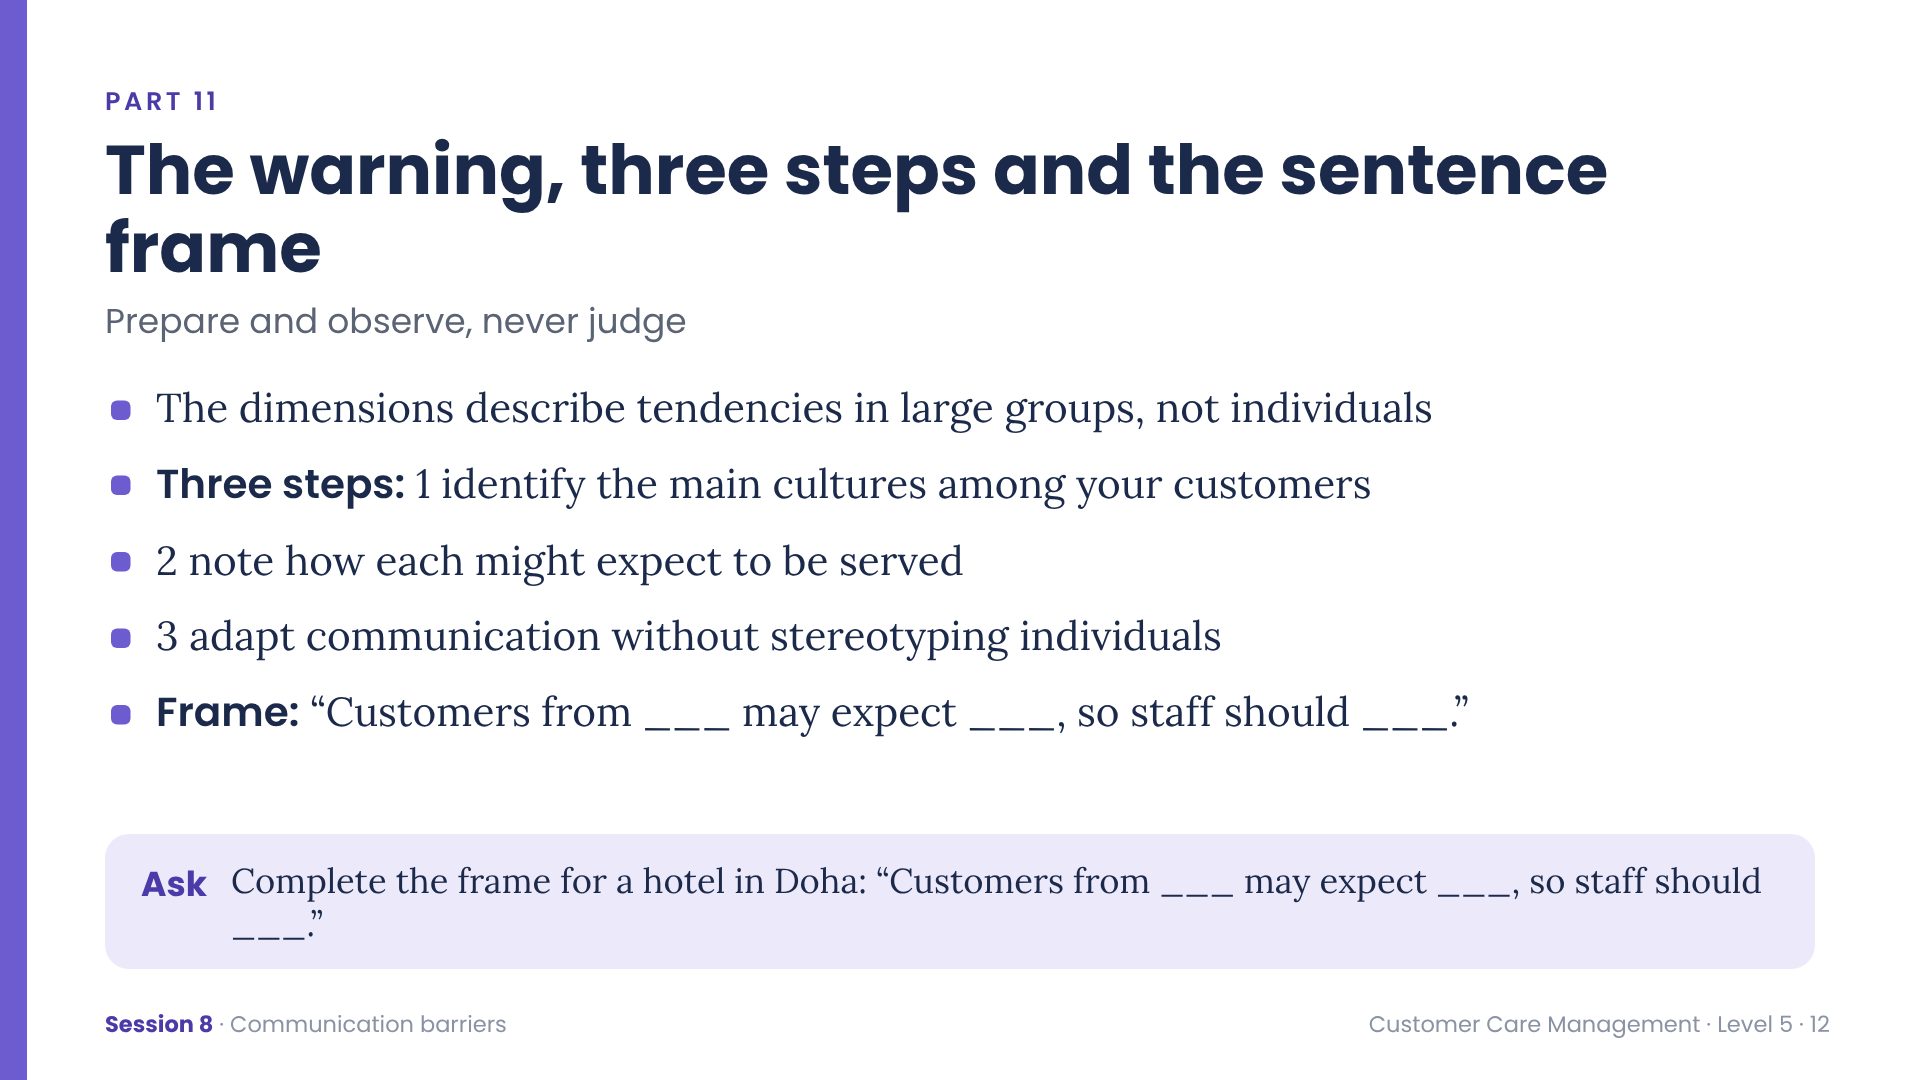 PART 11
The warning, three steps and the sentence
frame
Prepare and observe, never judge
The dimensions describe tendencies in large groups, not individuals
Three steps: 1 identify the main cultures among your customers
2 note how each might expect to be served
3 adapt communication without stereotyping individuals
Frame: “Customers from ___ may expect ___, so staff should ___.”
Ask Complete the frame for a hotel in Doha: “Customers from ___ may expect ___, so staff should
___.”
Session 8 · Communication barriers
Customer Care Management · Level 5 · 12